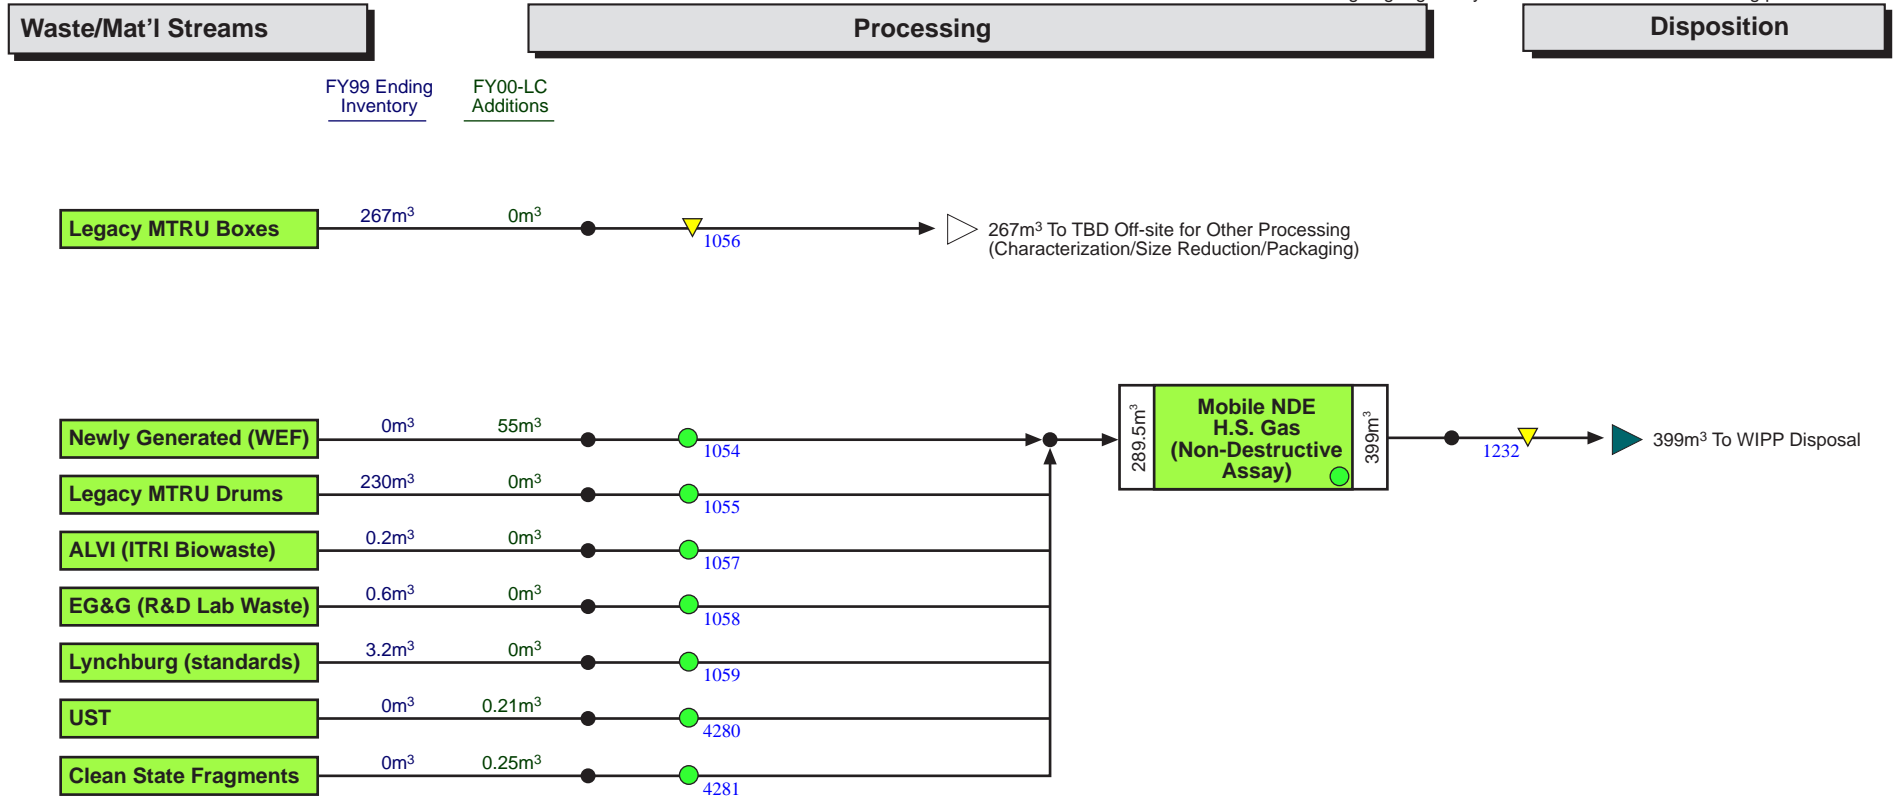 Waste/Mat'l Streams
Processing
Disposition
FY99 Ending
Inventory
FY00-LC
Additions
Legacy MTRU Boxes
267m³
0m³
1056
267m³ To TBD Off-site for Other Processing
(Characterization/Size Reduction/Packaging)
Newly Generated (WEF)
0m³
55m³
1054
289.5m³
Mobile NDE
H.S. Gas
(Non-Destructive
Assay)
399m³
1232
399m³ To WIPP Disposal
Legacy MTRU Drums
230m³
0m³
1055
ALVI (ITRI Biowaste)
0.2m³
0m³
1057
EG&G (R&D Lab Waste)
0.6m³
0m³
1058
Lynchburg (standards)
3.2m³
0m³
1059
UST
0m³
0.21m³
4280
Clean State Fragments
0m³
0.25m³
4281